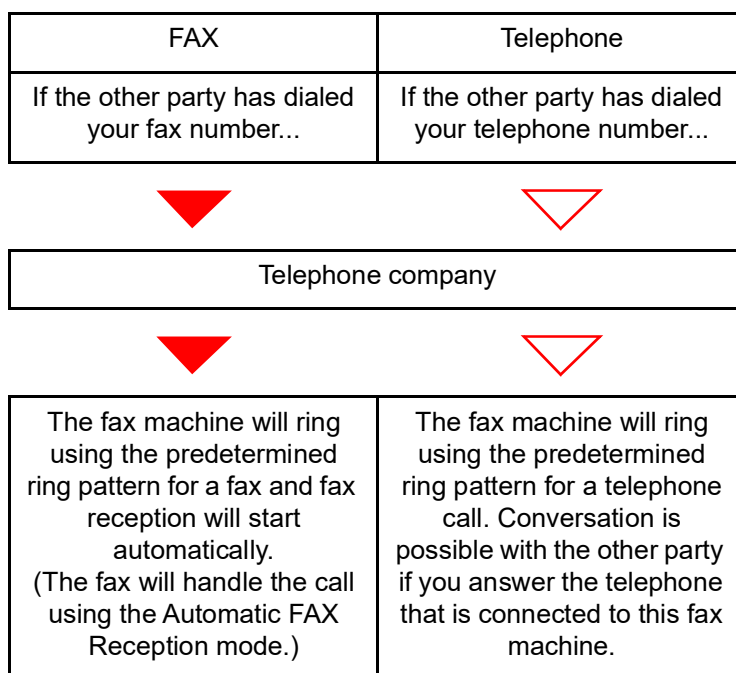 FAX
Telephone
If the other party has dialed
your fax number...
If the other party has dialed
your telephone number...
Telephone company
The fax machine will ring
using the predetermined
ring pattern for a fax and fax
reception will start
automatically.
(The fax will handle the call
using the Automatic FAX
Reception mode.)
The fax machine will ring
using the predetermined
ring pattern for a telephone
call. Conversation is
possible with the other party
if you answer the telephone
that is connected to this fax
machine.